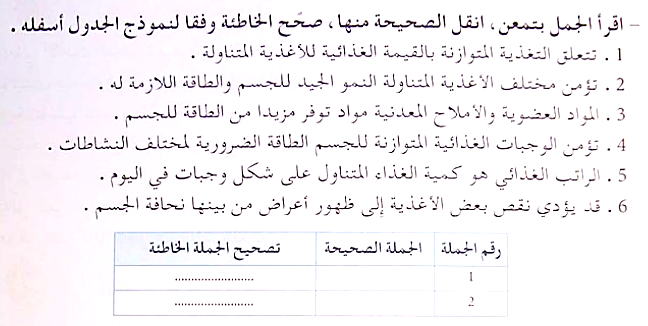 – اقرأ الجمل بتمعن ، انقل الصحيحة منها ، صحّح الخاطئة وفقا لنموذج الجدول أسفله .
1 . تتعلق التغذية المتوازنة بالقيمة الغذائية للأغذية المتناولة .
2 . تؤمن مختلف الأغذية المتناولة النمو الجيد للجسم والطاقة اللازمة له .
3 . المواد العضوية والأملاح المعدنية مواد توفر مزيدا من الطاقة للجسم .
4 . تؤمن الوجبات الغذائية المتوازنة للجسم الطاقة الضرورية لمختلف النشاطات .
5 . الراتب الغذائي هو كمية الغذاء المتناول على شكل وجبات في اليوم .
6 . قد يؤدي نقص بعض الأغذية إلى ظهور أعراض من بينها نحافة الجسم .
رقم الجملة الجملة الصحيحة تصحيح الجملة الخاطئة
1 ........................
2 ........................